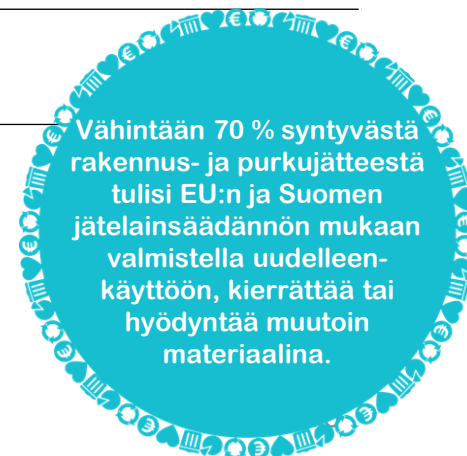 Vähintään 70 % syntyvästä
rakennus- ja purkujätteestä
tulisi EU:n ja Suomen
jätelainsäädännön mukaan
valmistella uudelleen-
käyttöön, kierrättää tai
hyödyntää muutoin
materiaalina.